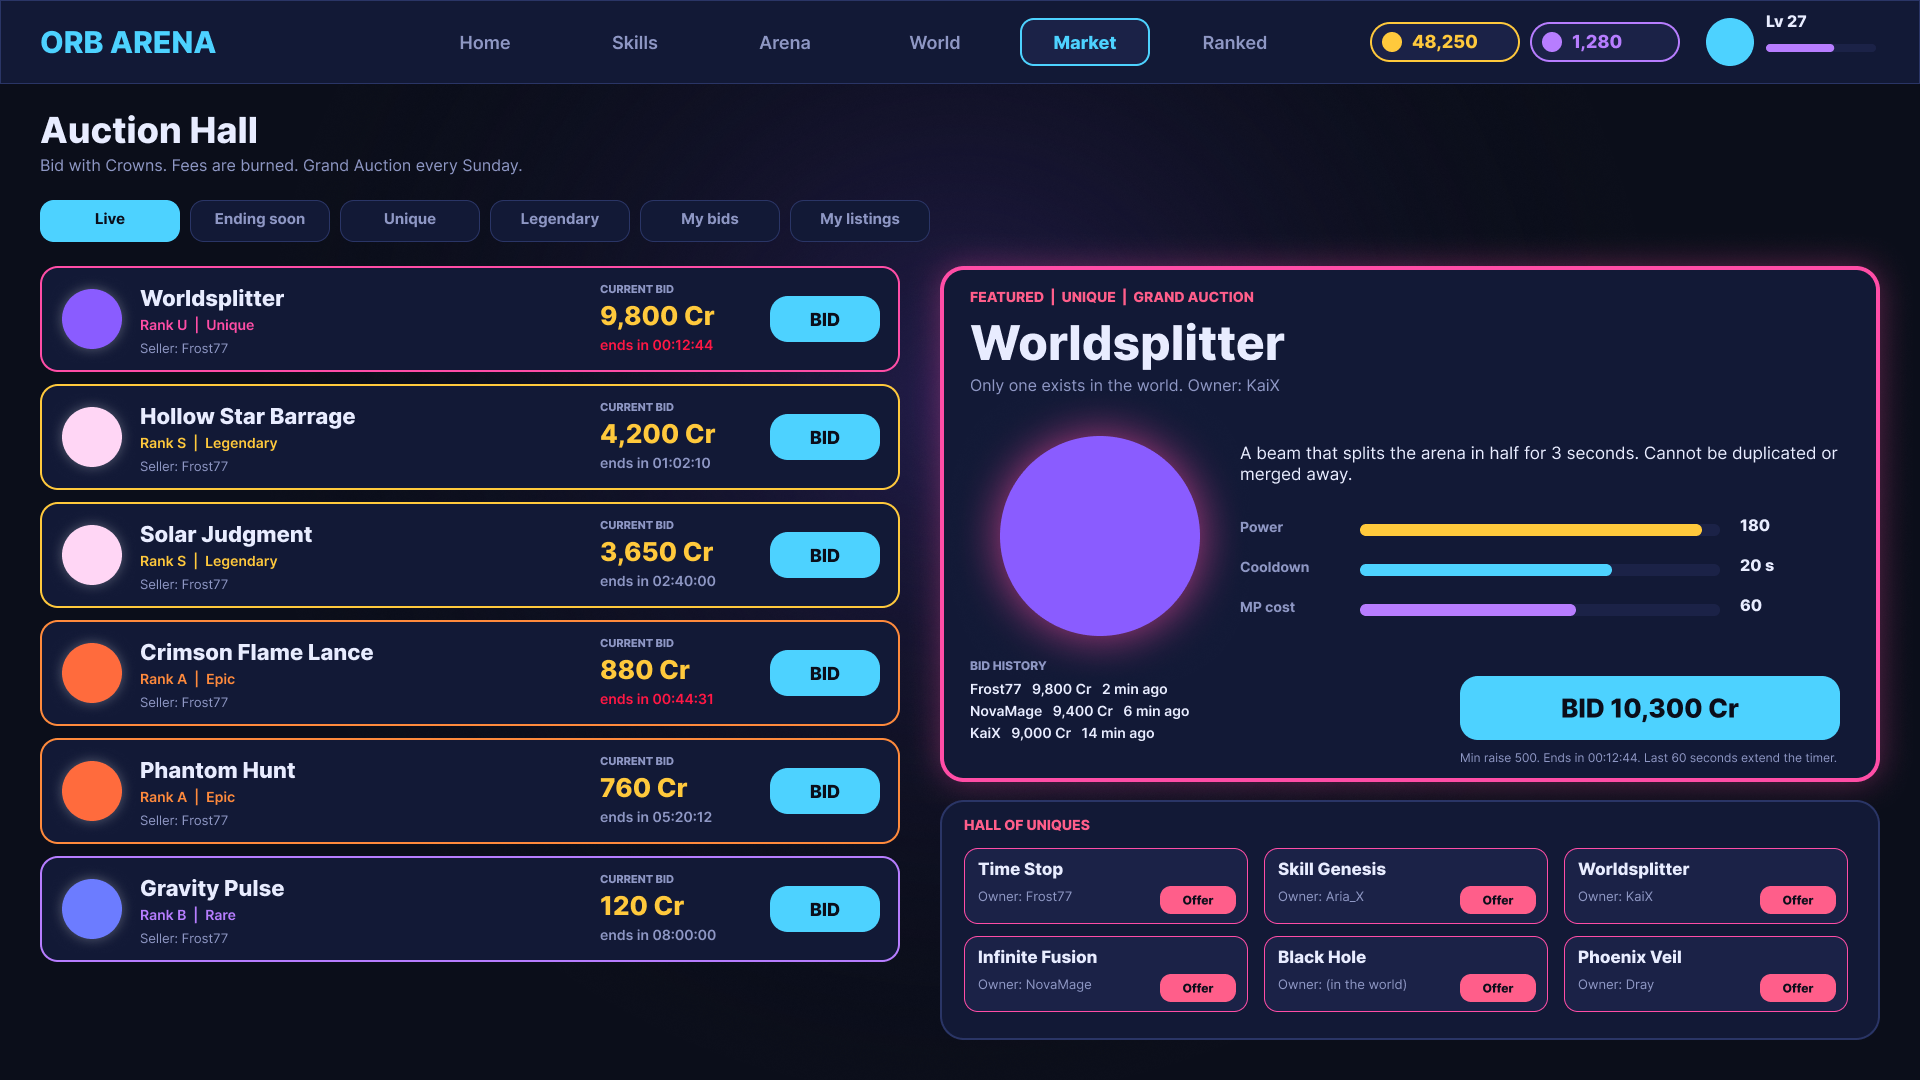 ORB ARENA
Home
Skills
Arena
World
Market
Ranked
48,250
1,280
Lv 27
Auction Hall
Bid with Crowns. Fees are burned. Grand Auction every Sunday.
Live
Ending soon
Unique
Legendary
My bids
My listings
Worldsplitter
Rank U | Unique
Seller: Frost77
CURRENT BID
9,800 Cr
ends in 00:12:44
BID
Hollow Star Barrage
Rank S | Legendary
Seller: Frost77
CURRENT BID
4,200 Cr
ends in 01:02:10
BID
Solar Judgment
Rank S | Legendary
Seller: Frost77
CURRENT BID
3,650 Cr
ends in 02:40:00
BID
Crimson Flame Lance
Rank A | Epic
Seller: Frost77
CURRENT BID
880 Cr
ends in 00:44:31
BID
Phantom Hunt
Rank A | Epic
Seller: Frost77
CURRENT BID
760 Cr
ends in 05:20:12
BID
Gravity Pulse
Rank B | Rare
Seller: Frost77
CURRENT BID
120 Cr
ends in 08:00:00
BID
FEATURED | UNIQUE | GRAND AUCTION
Worldsplitter
Only one exists in the world. Owner: KaiX
A beam that splits the arena in half for 3 seconds. Cannot be duplicated or
merged away.
Power 180
Cooldown 20 s
MP cost 60
BID HISTORY
Frost77 9,800 Cr 2 min ago
NovaMage 9,400 Cr 6 min ago
KaiX 9,000 Cr 14 min ago
BID 10,300 Cr
Min raise 500. Ends in 00:12:44. Last 60 seconds extend the timer.
HALL OF UNIQUES
Time Stop
Owner: Frost77
Offer
Skill Genesis
Owner: Aria_X
Offer
Worldsplitter
Owner: KaiX
Offer
Infinite Fusion
Owner: NovaMage
Offer
Black Hole
Owner: (in the world)
Offer
Phoenix Veil
Owner: Dray
Offer